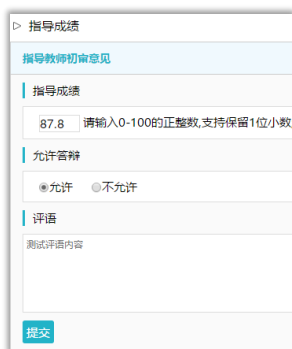 指导成绩
指导教师初审意见
指导成绩
87.8 请输入0-100的正整数,支持保留1位小数
允许答辩
允许 不允许
评语
测试评语内容
提交